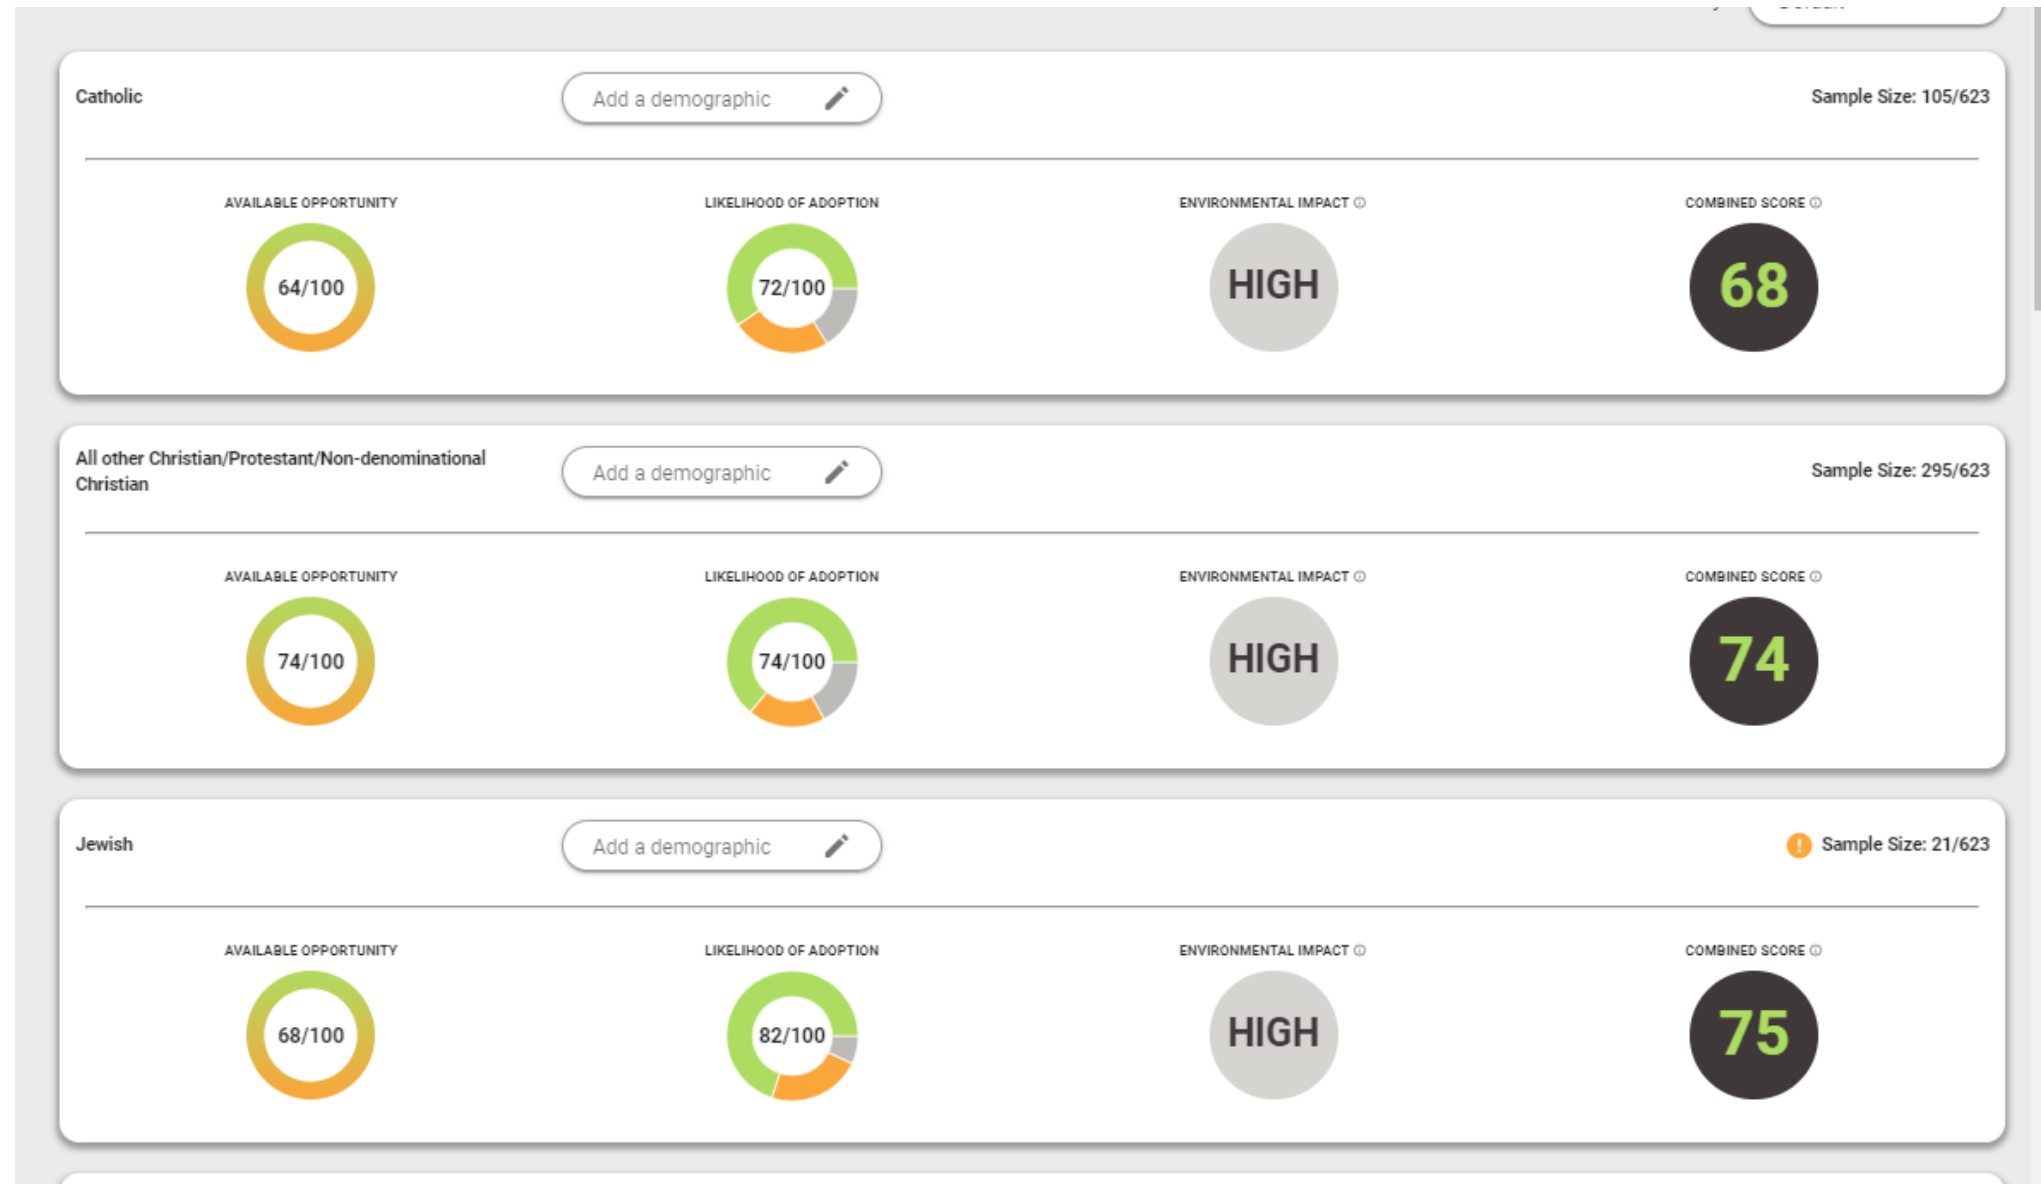 Catholic
Add a demographic
Sample Size: 105/623
AVAILABLE OPPORTUNITY
LIKELIHOOD OF ADOPTION
ENVIRONMENTAL IMPACT
COMBINED SCORE
64/100
72/100
HIGH
68
All other Christian/Protestant/Non-denominational
Christian
Add a demographic
Sample Size: 295/623
AVAILABLE OPPORTUNITY
LIKELIHOOD OF ADOPTION
ENVIRONMENTAL IMPACT
COMBINED SCORE
74/100
74/100
HIGH
74
Jewish
Add a demographic
Sample Size: 21/623
AVAILABLE OPPORTUNITY
LIKELIHOOD OF ADOPTION
ENVIRONMENTAL IMPACT
COMBINED SCORE
68/100
82/100
HIGH
75